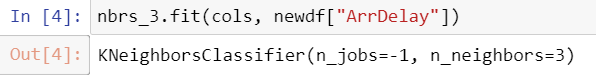 In [4]: nbrs_3.fit(cols, newdf["ArrDelay"])
Out[4]: KNeighborsClassifier(n_jobs=-1, n_neighbors=3)